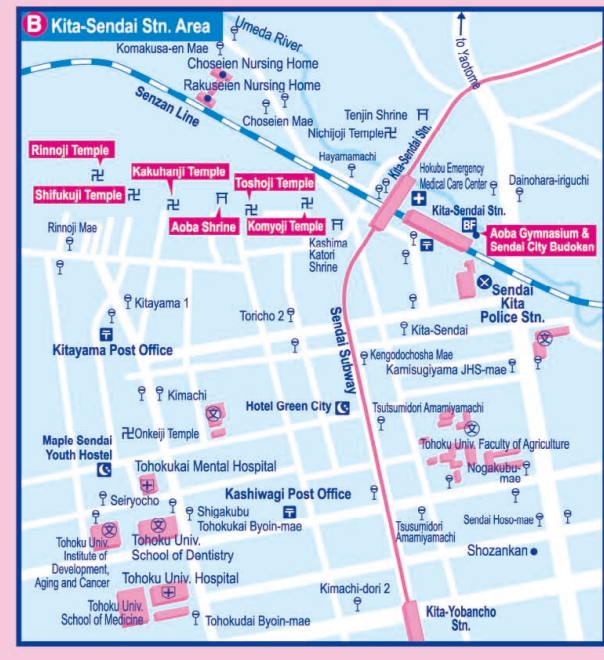 B Kita-Sendai Stn. Area
Umeda River
Komakusa-en Mae
Choseien Nursing Home
Rakuseien Nursing Home
Senzan Line
Choseien Mae
to Yaotome
Tenjin Shrine
Nichijoji Temple
Hayamamachi
Kita-Sendai Stn.
Hokubu Emergency
Medical Care Center
Dainohara-iriguchi
Kita-Sendai Stn.
BF
Aoba Gymnasium &
Sendai City Budokan
Rinnoji Temple
Shifukuji Temple
Kakuhanji Temple
Aoba Shrine
Toshoji Temple
Komyoji Temple
Kashima
Katori
Shrine
Rinnoji Mae
Sendai
Kita
Police Stn.
Kitayama 1
Toricho 2
Sendai Subway
Kita-Sendai
文
Kitayama Post Office
Kengodochosha Mae
Kamisugiyama JHS-mae
Kimachi
文
Hotel Green City
Tsutsumidori Amamiyamachi
文
Tohoku Univ. Faculty of Agriculture
Onkeiji Temple
Maple Sendai
Youth Hostel
Tohokukai Mental Hospital
Nogakubu-
mae
Seiryocho
Kashiwagi Post Office
Shigakubu
Tohokukai Byoin-mae
Tsusumidori
Amamiyamachi
Sendai Hoso-mae
文
文
Tohoku Univ.
Institute of
Development,
Aging and Cancer
Tohoku Univ.
School of Dentistry
Shozankan
Tohoku Univ. Hospital
Tohoku Univ.
School of Medicine
Kimachi-dori 2
Tohokudai Byoin-mae
Kita-Yobancho
Stn.